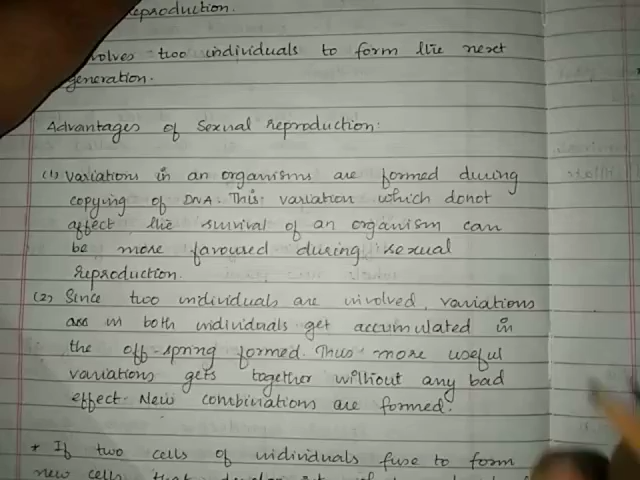 reproduction.
volves two individuals to form the next
generation.
Advantages of Sexual reproduction:
(1) Variations in an organisms are formed during
copying of DNA. This variation which donot
affect the survival of an organism can
be more favoured during sexual
reproduction.
(2) Since two individuals are involved, variations
are in both individuals get accumulated in
the off-spring formed. Thus more useful
variations gets together without any bad
effect. New combinations are formed.
* If two cells of individuals fuse to form
new cells that develop